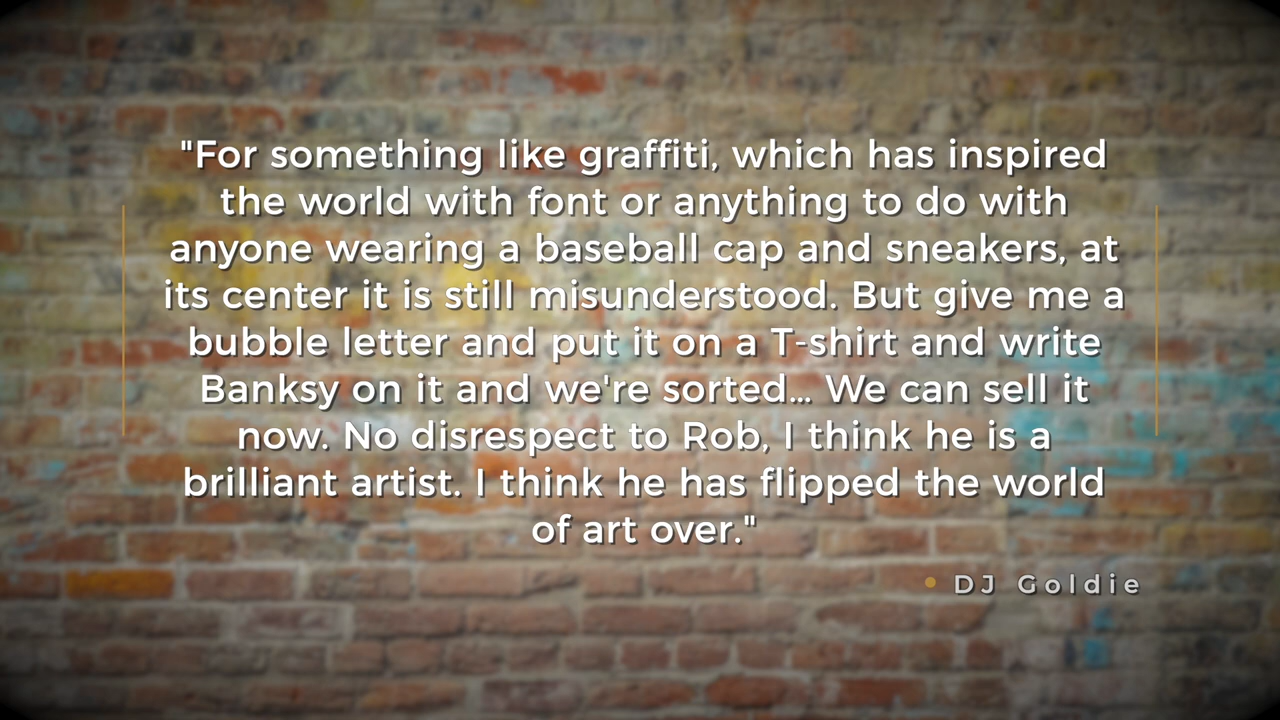 "For something like graffiti, which has inspired
the world with font or anything to do with
anyone wearing a baseball cap and sneakers, at
its center it is still misunderstood. But give me a
bubble letter and put it on a T-shirt and write
Banksy on it and we're sorted... We can sell it
now. No disrespect to Rob, I think he is a
brilliant artist. I think he has flipped the world
of art over."
DJ Goldie